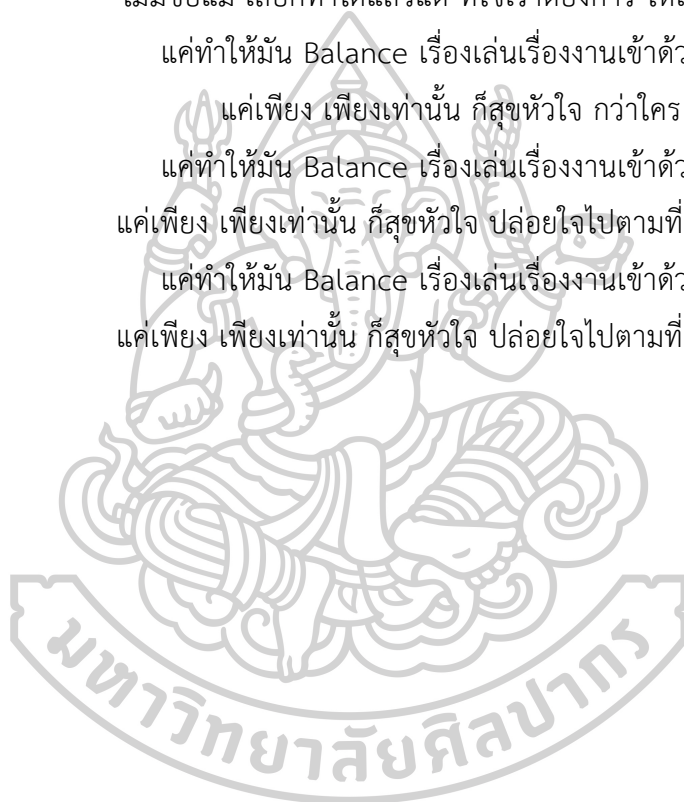 แค่ทำให้มัน Balance เรื่องเล่นเรื่องงานเข้าด้ว
แค่เพียง เพียงเท่านั้น ก็สุขหัวใจ กว่าใคร
แค่ทำให้มัน Balance เรื่องเล่นเรื่องงานเข้าด้ว
แค่เพียง เพียงเท่านั้น ก็สุขหัวใจ ปล่อยใจไปตามที่
แค่ทำให้มัน Balance เรื่องเล่นเรื่องงานเข้าด้ว
แค่เพียง เพียงเท่านั้น ก็สุขหัวใจ ปล่อยใจไปตามที่
มหาวิทยาลัยศิลปากร